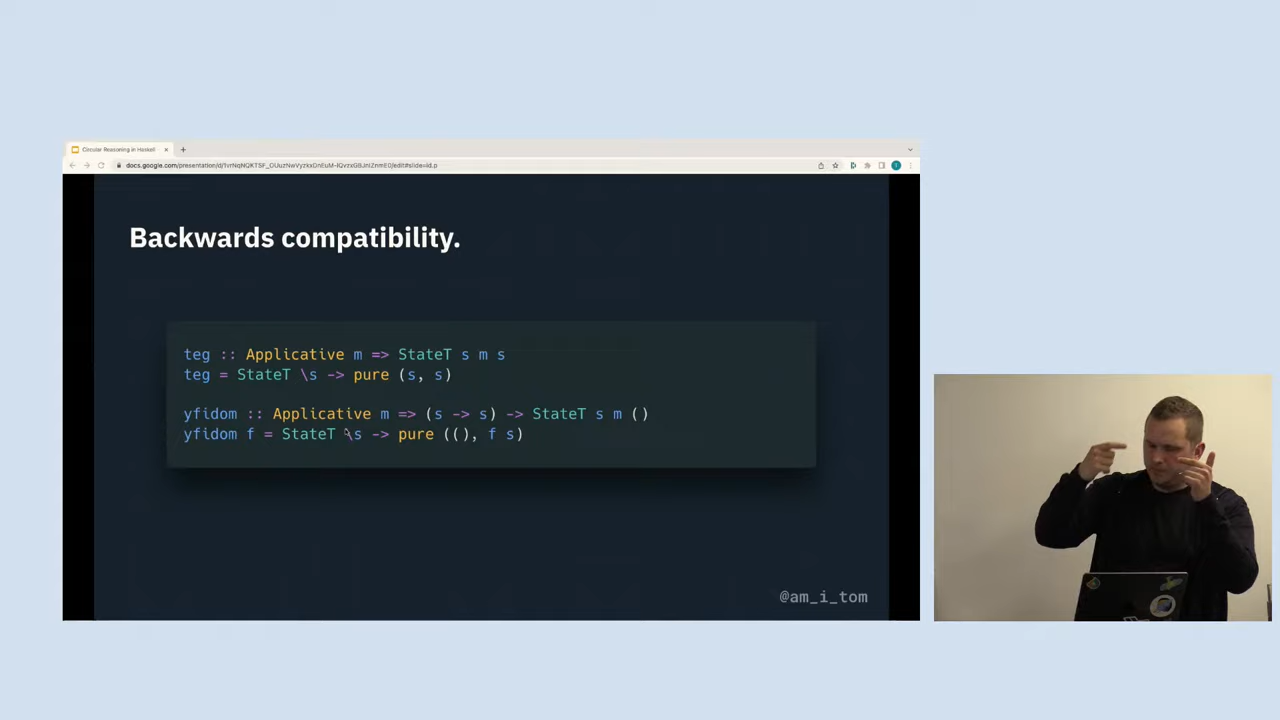 Circular Reasoning in Haskell
Backwards compatibility.
teg :: Applicative m => StateT s m s
teg = StateT \s -> pure (s, s)
yfidom :: Applicative m => (s -> s) -> StateT s m ()
yfidom f = StateT \s -> pure ((), f s)
@am_i_tom